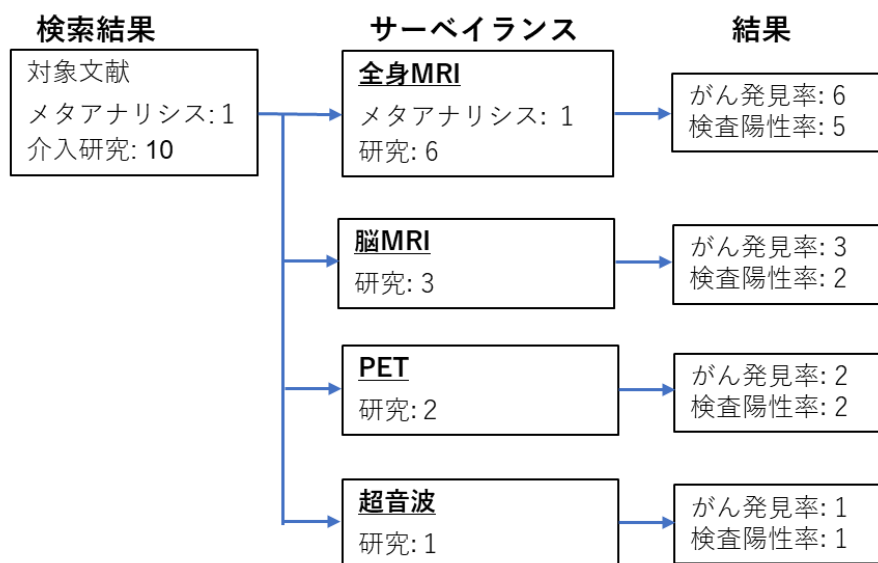 検索結果
対象文献
メタアナリシス: 1
介入研究: 10
サーベイランス
全身MRI
メタアナリシス: 1
研究: 6
脳MRI
研究: 3
PET
研究: 2
超音波
研究: 1
結果
がん発見率: 6
検査陽性率: 5
がん発見率: 3
検査陽性率: 2
がん発見率: 2
検査陽性率: 2
がん発見率: 1
検査陽性率: 1